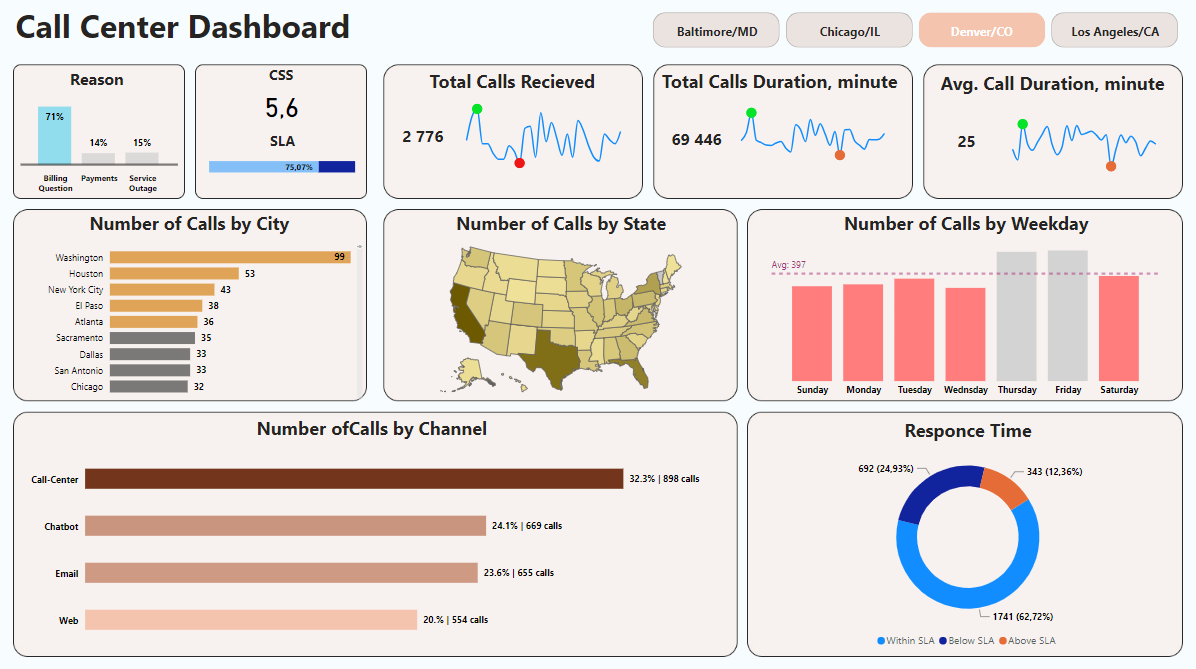 Call Center Dashboard
Baltimore/MD
Chicago/IL
Denver/CO
Los Angeles/CA
Reason
71%
14%
15%
Billing
Question
Payments
Service
Outage
CSS
5,6
SLA
75,07%
Total Calls Recieved
2 776
Total Calls Duration, minute
69 446
Avg. Call Duration, minute
25
Number of Calls by City
Washington 99
Houston 53
New York City 43
El Paso 38
Atlanta 36
Sacramento 35
Dallas 33
San Antonio 33
Chicago 32
Number of Calls by State
Number of Calls by Weekday
Avg: 397
Sunday Monday Tuesday Wednsday Thursday Friday Saturday
Number ofCalls by Channel
Call-Center 32.3% | 898 calls
Chatbot 24.1% | 669 calls
Email 23.6% | 655 calls
Web 20.% | 554 calls
Responce Time
692 (24,93%)
343 (12,36%)
1741 (62,72%)
Within SLA Below SLA Above SLA